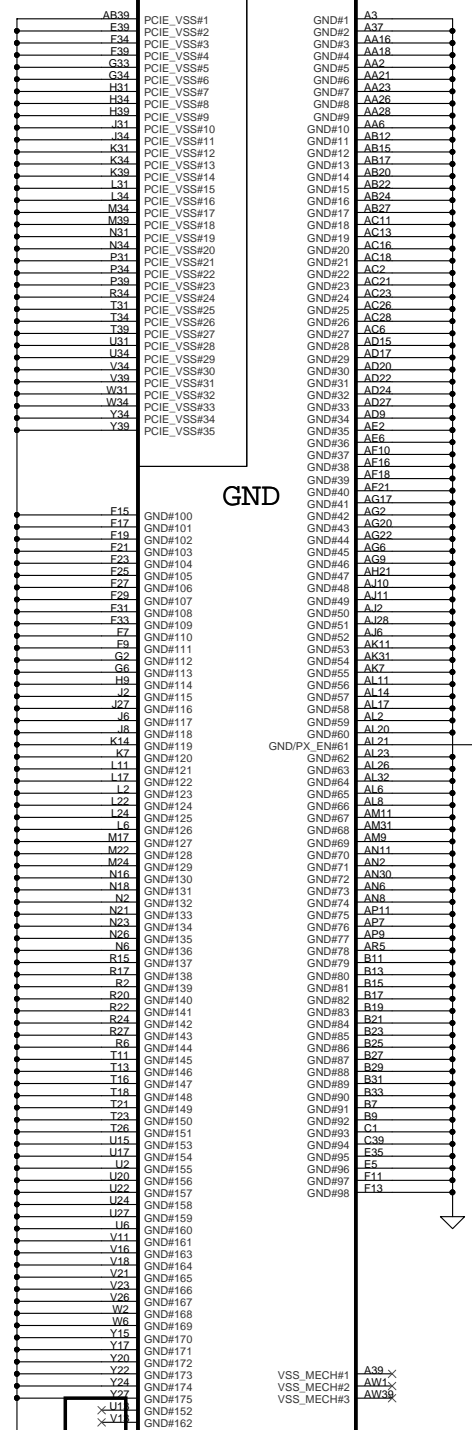 AB39 PCIE_VSS#1
E39 PCIE_VSS#2
F34 PCIE_VSS#3
F39 PCIE_VSS#4
G33 PCIE_VSS#5
G34 PCIE_VSS#6
H31 PCIE_VSS#7
H34 PCIE_VSS#8
H39 PCIE_VSS#9
J31 PCIE_VSS#10
J34 PCIE_VSS#11
K31 PCIE_VSS#12
K34 PCIE_VSS#13
K39 PCIE_VSS#14
L31 PCIE_VSS#15
L34 PCIE_VSS#16
M34 PCIE_VSS#17
M39 PCIE_VSS#18
N31 PCIE_VSS#19
N34 PCIE_VSS#20
P31 PCIE_VSS#21
P34 PCIE_VSS#22
P39 PCIE_VSS#23
R34 PCIE_VSS#24
T31 PCIE_VSS#25
T34 PCIE_VSS#26
T39 PCIE_VSS#27
U31 PCIE_VSS#28
U34 PCIE_VSS#29
V34 PCIE_VSS#30
V39 PCIE_VSS#31
W31 PCIE_VSS#32
W34 PCIE_VSS#33
Y34 PCIE_VSS#34
Y39 PCIE_VSS#35
GND
F15 GND#100
F17 GND#101
F19 GND#102
F21 GND#103
F23 GND#104
F25 GND#105
F27 GND#106
F29 GND#107
F31 GND#108
F33 GND#109
F7 GND#110
F9 GND#111
G2 GND#112
G6 GND#113
H9 GND#114
J2 GND#115
J27 GND#116
J6 GND#117
J8 GND#118
K14 GND#119
K7 GND#120
L11 GND#121
L17 GND#122
L2 GND#123
L22 GND#124
L24 GND#125
L6 GND#126
M17 GND#127
M22 GND#128
M24 GND#129
N16 GND#130
N18 GND#131
N2 GND#132
N21 GND#133
N23 GND#134
N26 GND#135
N6 GND#136
R15 GND#137
R17 GND#138
R2 GND#139
R20 GND#140
R22 GND#141
R24 GND#142
R27 GND#143
R6 GND#144
T11 GND#145
T13 GND#146
T16 GND#147
T18 GND#148
T21 GND#149
T23 GND#150
T26 GND#151
U15 GND#153
U17 GND#154
U2 GND#155
U20 GND#156
U22 GND#157
U24 GND#158
U27 GND#159
U6 GND#160
V11 GND#161
V16 GND#163
V18 GND#164
V21 GND#165
V23 GND#166
V26 GND#167
W2 GND#168
W6 GND#169
Y15 GND#170
Y17 GND#171
Y20 GND#172
Y22 GND#173
Y24 GND#174
Y27 GND#175
U13 GND#152
V13 GND#162
GND#1 A3
GND#2 A37
GND#3 AA16
GND#4 AA18
GND#5 AA2
GND#6 AA21
GND#7 AA23
GND#8 AA26
GND#9 AA28
GND#10 AA6
GND#11 AB12
GND#12 AB15
GND#13 AB17
GND#14 AB20
GND#15 AB22
GND#16 AB24
GND#17 AB27
GND#18 AC11
GND#19 AC13
GND#20 AC16
GND#21 AC18
GND#22 AC2
GND#23 AC21
GND#24 AC23
GND#25 AC26
GND#26 AC28
GND#27 AC6
GND#28 AD15
GND#29 AD17
GND#30 AD20
GND#31 AD22
GND#32 AD24
GND#33 AD27
GND#34 AD9
GND#35 AE2
GND#36 AE6
GND#37 AF10
GND#38 AF16
GND#39 AF18
GND#40 AF21
GND#41 AG17
GND#42 AG2
GND#43 AG20
GND#44 AG22
GND#45 AG6
GND#46 AG9
GND#47 AH21
GND#48 AJ10
GND#49 AJ11
GND#50 AJ2
GND#51 AJ28
GND#52 AJ6
GND#53 AK11
GND#54 AK31
GND#55 AK7
GND#56 AL11
GND#57 AL14
GND#58 AL17
GND#59 AL2
GND#60 AL20
GND/PX_EN#61 AL21
GND#62 AL23
GND#63 AL26
GND#64 AL32
GND#65 AL6
GND#66 AL8
GND#67 AM11
GND#68 AM31
GND#69 AM9
GND#70 AN11
GND#71 AN2
GND#72 AN30
GND#73 AN6
GND#74 AN8
GND#75 AP11
GND#76 AP7
GND#77 AP9
GND#78 AR5
GND#79 B11
GND#80 B13
GND#81 B15
GND#82 B17
GND#83 B19
GND#84 B21
GND#85 B23
GND#86 B25
GND#87 B27
GND#88 B29
GND#89 B31
GND#90 B33
GND#91 B7
GND#92 B9
GND#93 C1
GND#94 C39
GND#95 E35
GND#96 E5
GND#97 F11
GND#98 F13
VSS_MECH#1 A39
VSS_MECH#2 AW1
VSS_MECH#3 AW39